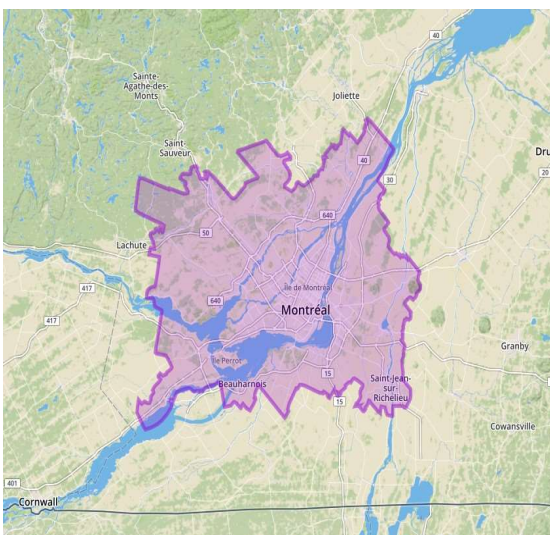 40
Sainte-
Agathe-des-
Monts
Joliette
Saint-
Sauveur
40
Dru
20
30
640
50
Lachute
417
Île de Montréal
640
Montréal
417
Île Perrot
Granby
15
Beauharnois
Saint-Jean-
sur-
Richelieu
15
Cowansville
401
Cornwall